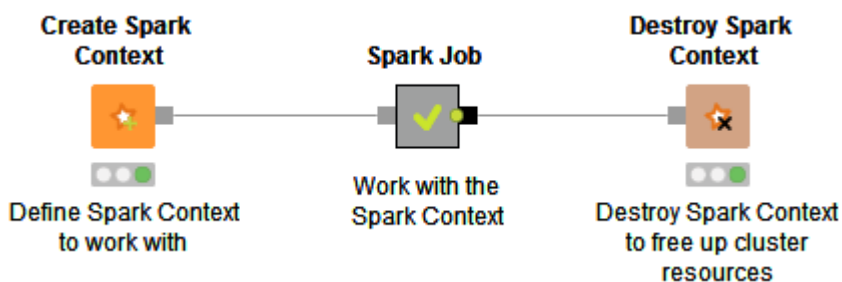 Create Spark
Context
Spark Job
Destroy Spark
Context
Define Spark Context
to work with
Work with the
Spark Context
Destroy Spark Context
to free up cluster
resources